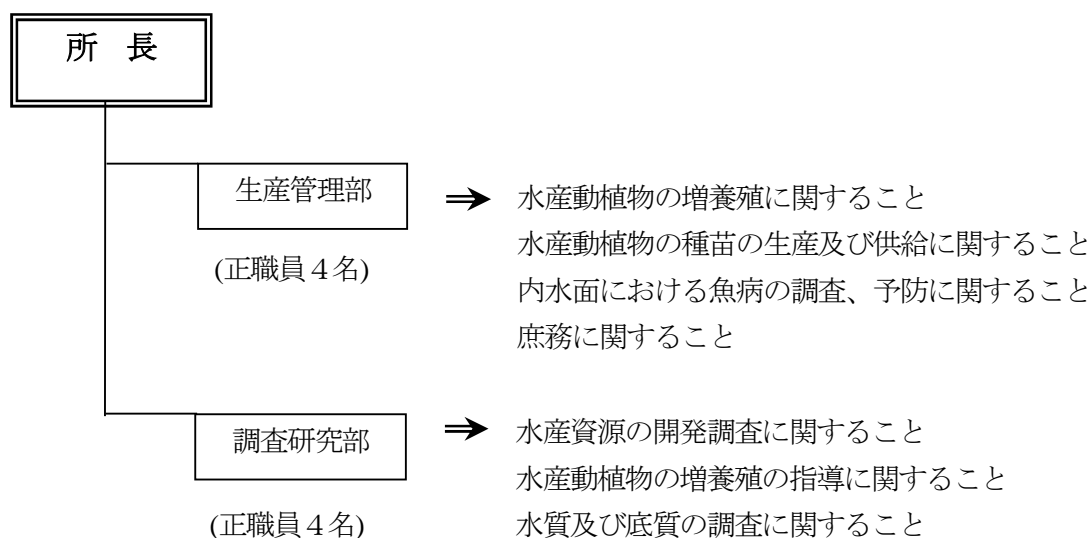 所 長
生産管理部
(正職員４名)
⇒ 水産動植物の増養殖に関すること
水産動植物の種苗の生産及び供給に関すること
内水面における魚病の調査、予防に関すること
庶務に関すること
調査研究部
(正職員４名)
⇒ 水産資源の開発調査に関すること
水産動植物の増養殖の指導に関すること
水質及び底質の調査に関すること